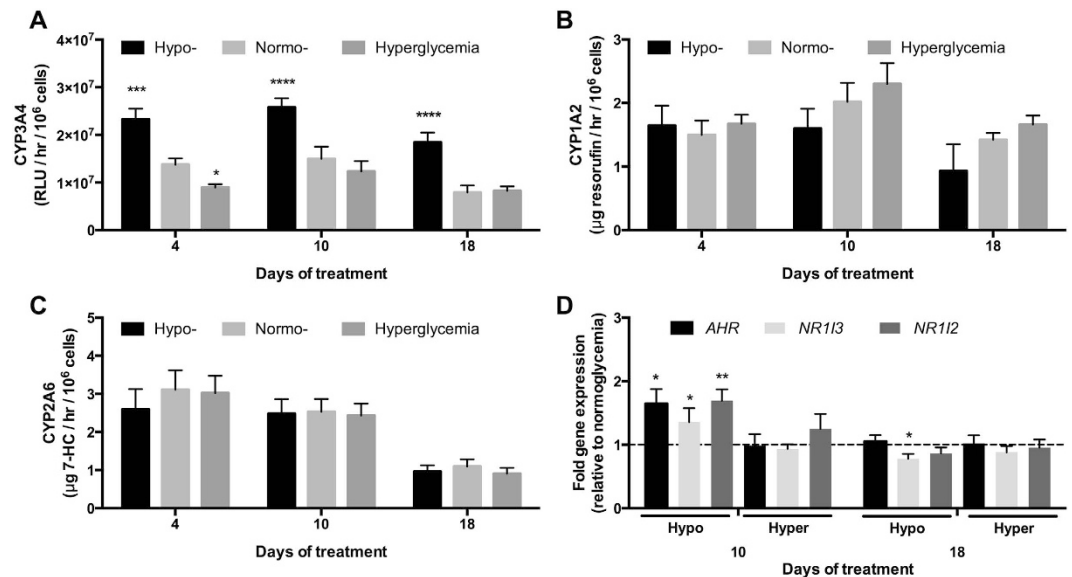 A
Hypo- Normo- Hyperglycemia
CYP3A4
(RLU / hr / 10⁶ cells)
4×10⁷
3×10⁷
2×10⁷
1×10⁷
0
*** * **** ****
4 10 18
Days of treatment
B
Hypo- Normo- Hyperglycemia
CYP1A2
(µg resorufin / hr / 10⁶ cells)
3
2
1
0
4 10 18
Days of treatment
C
Hypo- Normo- Hyperglycemia
CYP2A6
(µg 7-HC / hr / 10⁶ cells)
5
4
3
2
1
0
4 10 18
Days of treatment
D
AHR NR1I3 NR1I2
Fold gene expression
(relative to normoglycemia)
3
2
1
0
* * ** *
Hypo Hyper Hypo Hyper
10 18
Days of treatment